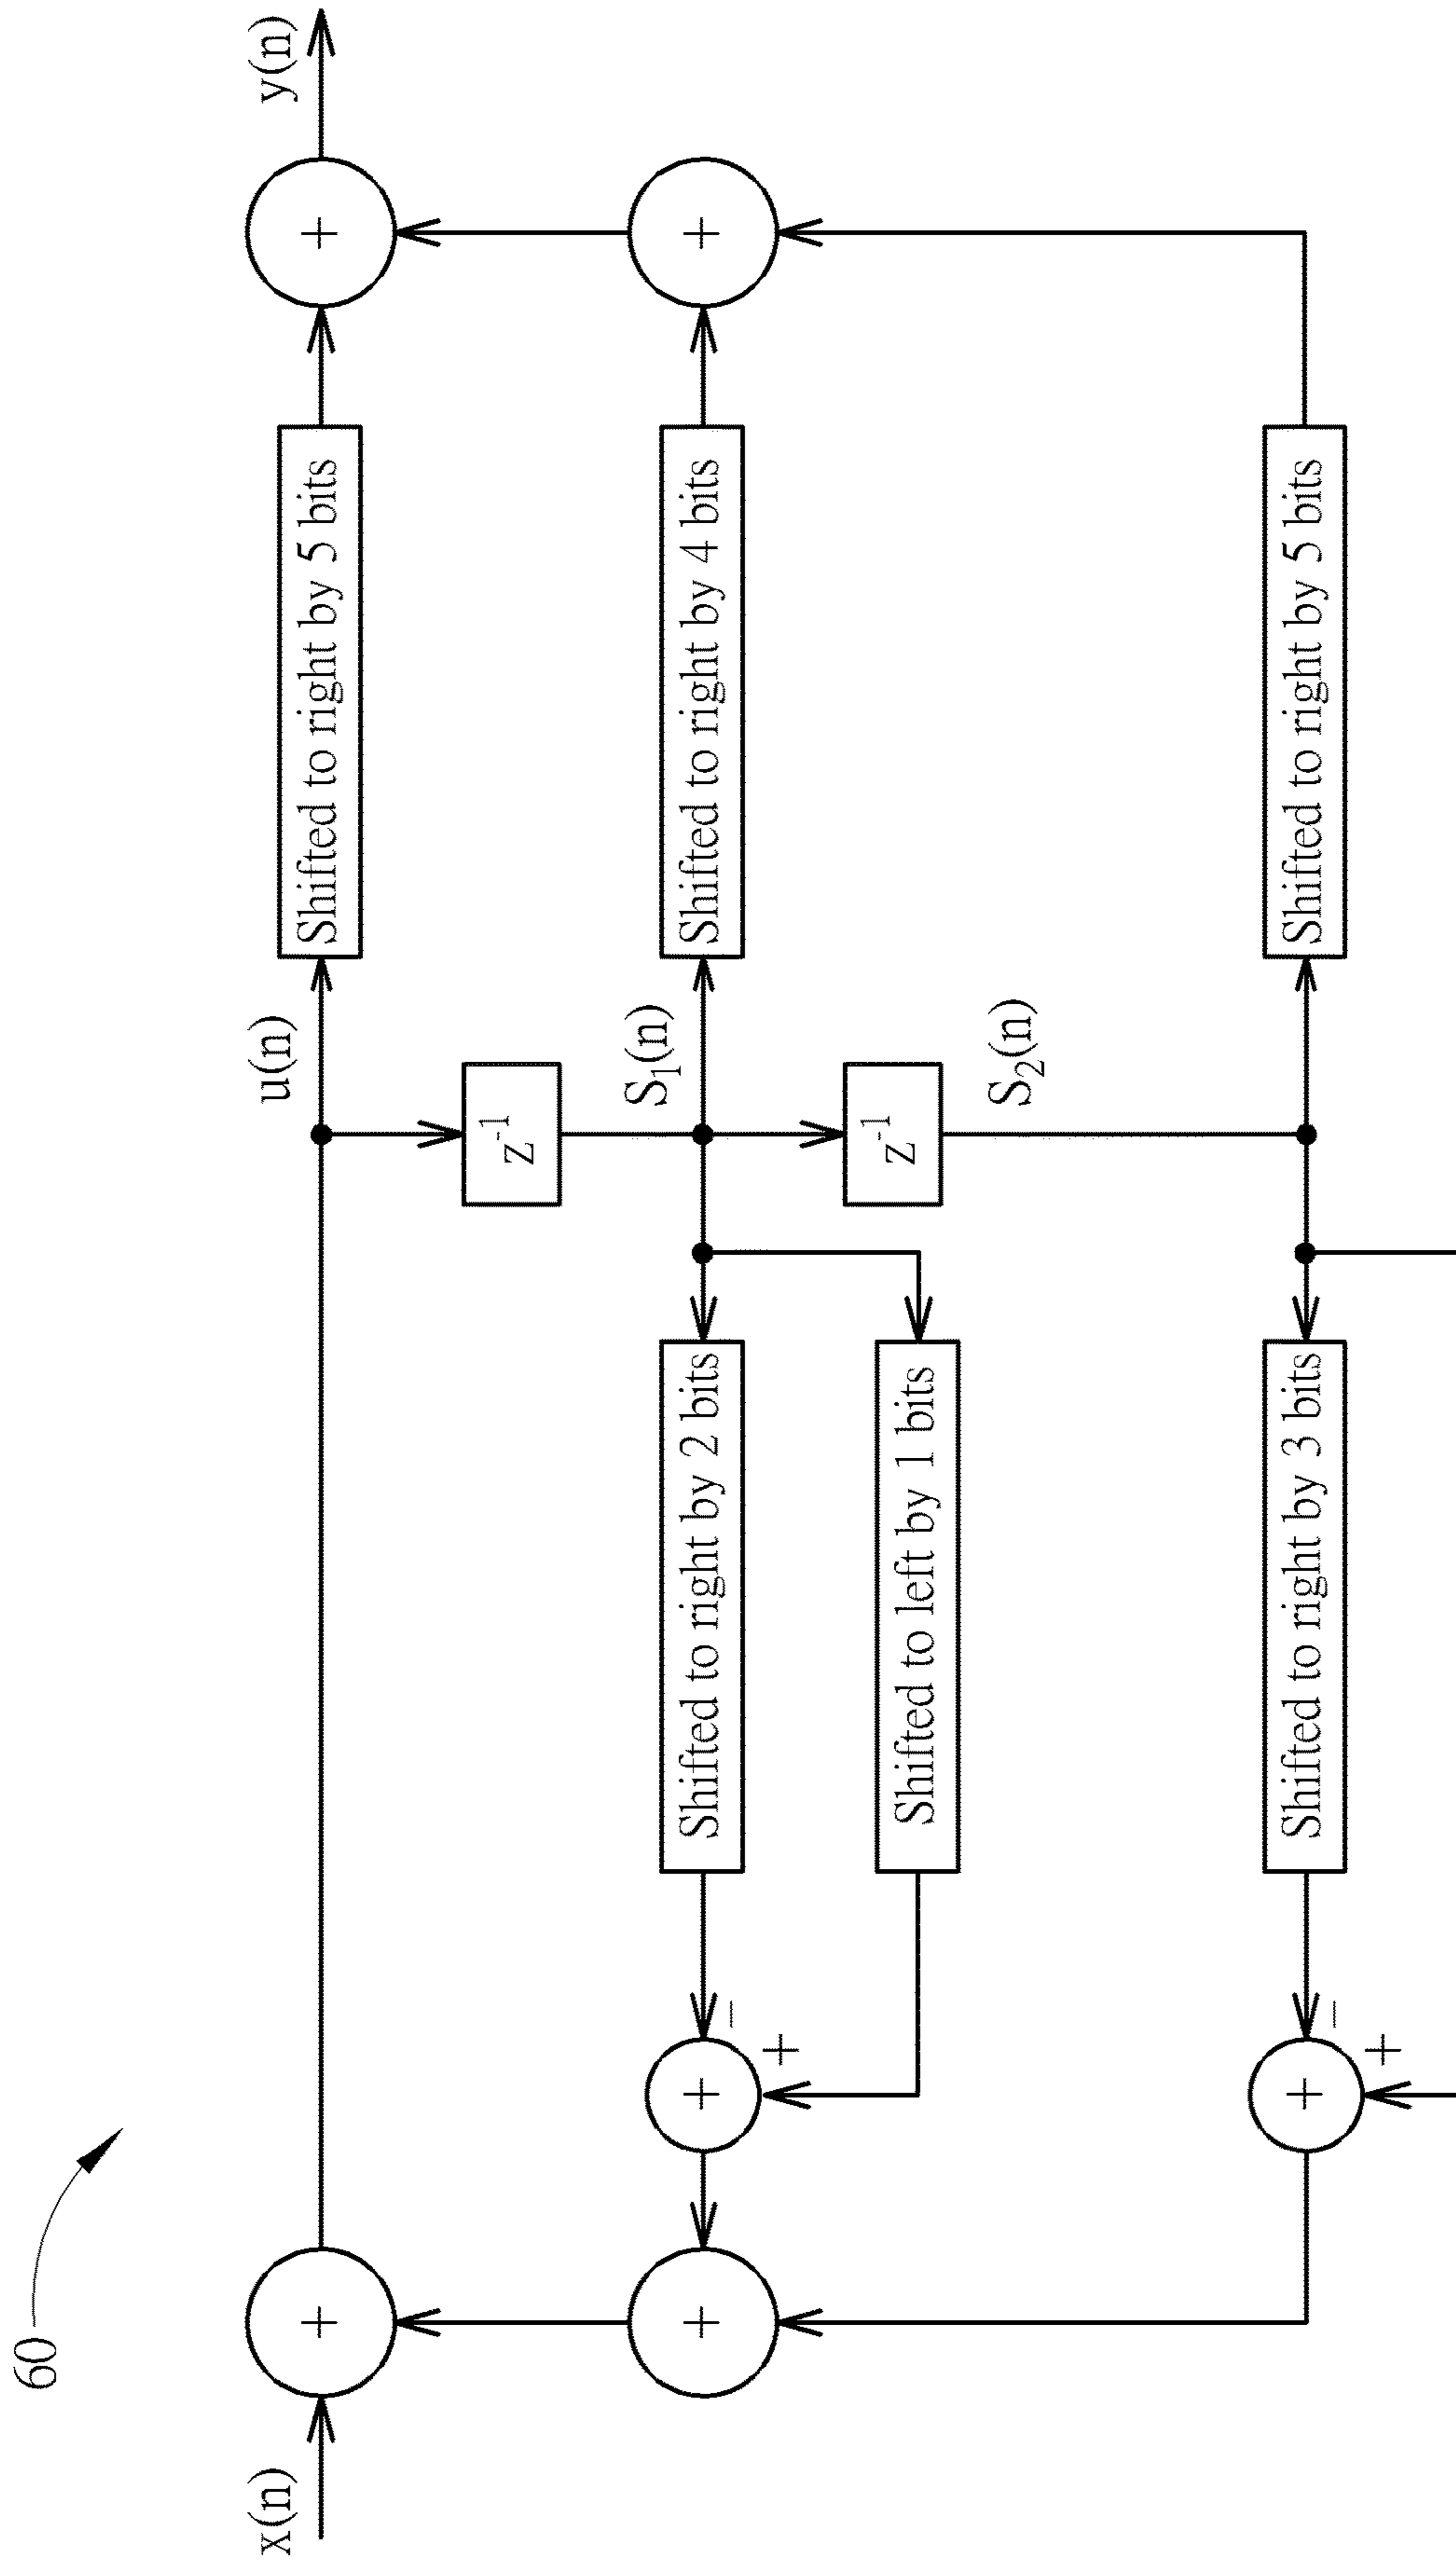 60
x(n)
u(n)
y(n)
+
+
Shifted to right by 5 bits
z-1
S1(n)
+
+
-
+
Shifted to right by 2 bits
Shifted to right by 4 bits
+
Shifted to left by 1 bits
z-1
S2(n)
+
-
+
Shifted to right by 3 bits
Shifted to right by 5 bits